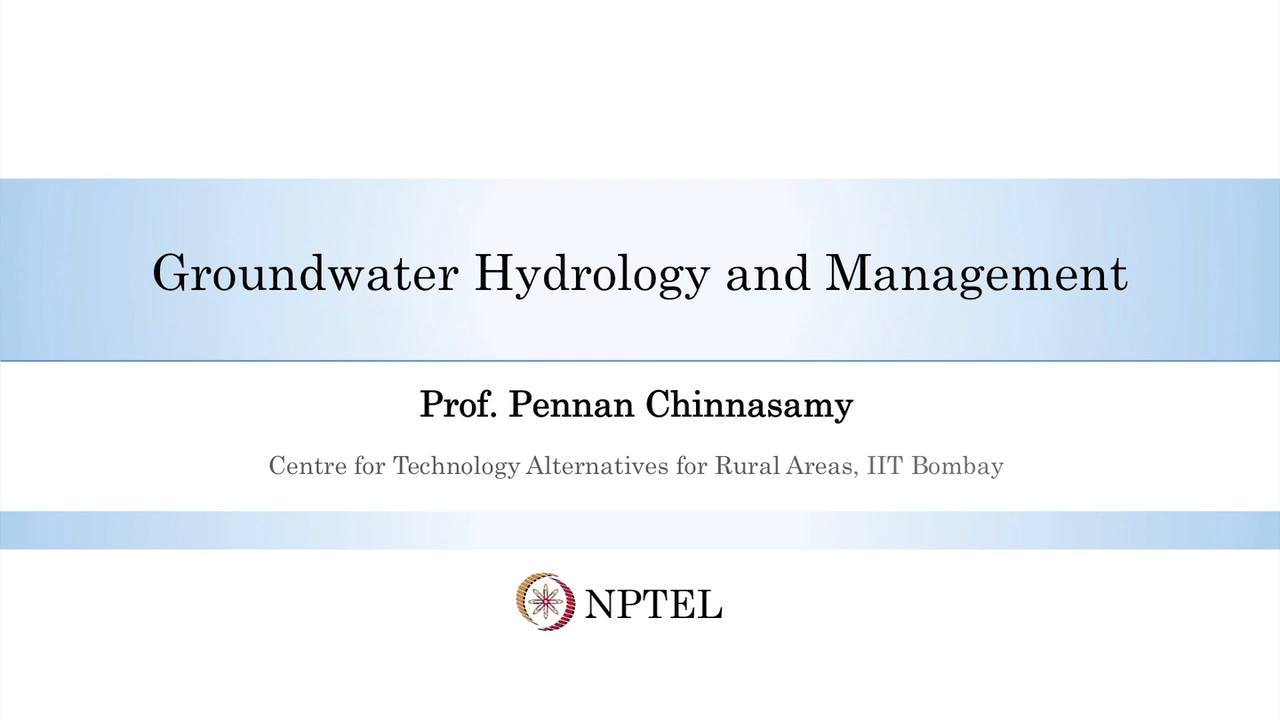 Groundwater Hydrology and Management
Prof. Pennan Chinnasamy
Centre for Technology Alternatives for Rural Areas, IIT Bombay
NPTEL